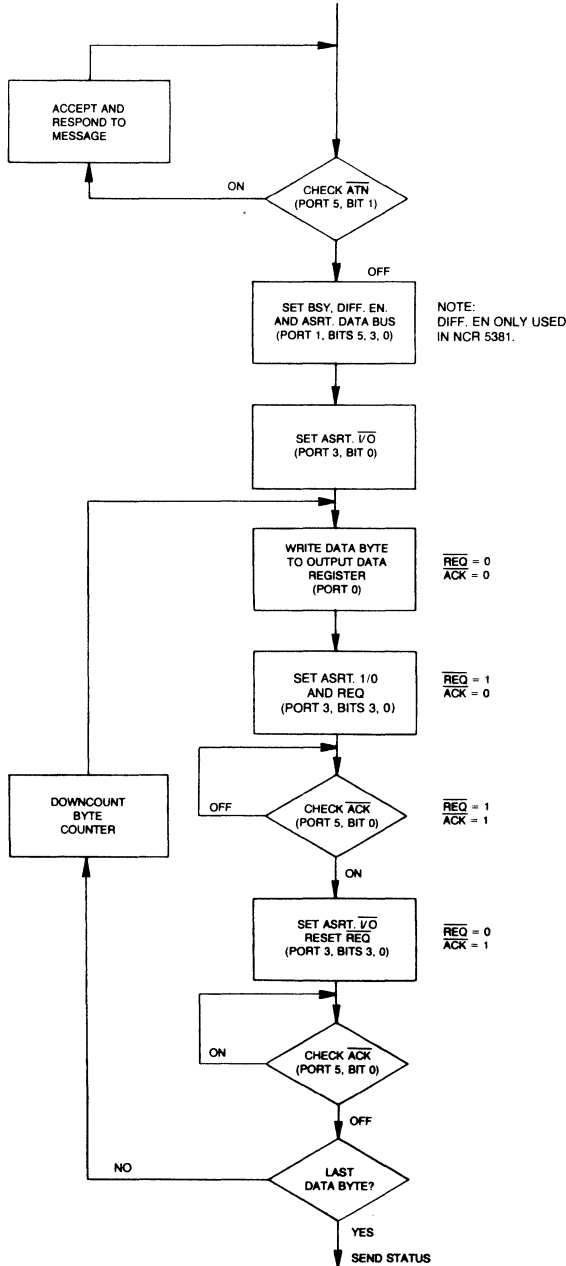 ACCEPT AND
RESPOND TO
MESSAGE
ON
CHECK ATN
(PORT 5, BIT 1)
OFF
SET BSY, DIFF. EN.
AND ASRT. DATA BUS
(PORT 1, BITS 5, 3, 0)
NOTE:
DIFF. EN ONLY USED
IN NCR 5381.
SET ASRT. I/O
(PORT 3, BIT 0)
WRITE DATA BYTE
TO OUTPUT DATA
REGISTER
(PORT 0)
REQ = 0
ACK = 0
SET ASRT. 1/0
AND REQ
(PORT 3, BITS 3, 0)
REQ = 1
ACK = 0
DOWNCOUNT
BYTE
COUNTER
OFF
CHECK ACK
(PORT 5, BIT 0)
REQ = 1
ACK = 1
ON
SET ASRT. I/O
RESET REQ
(PORT 3, BITS 3, 0)
REQ = 0
ACK = 1
ON
CHECK ACK
(PORT 5, BIT 0)
OFF
NO
LAST
DATA BYTE?
YES
SEND STATUS